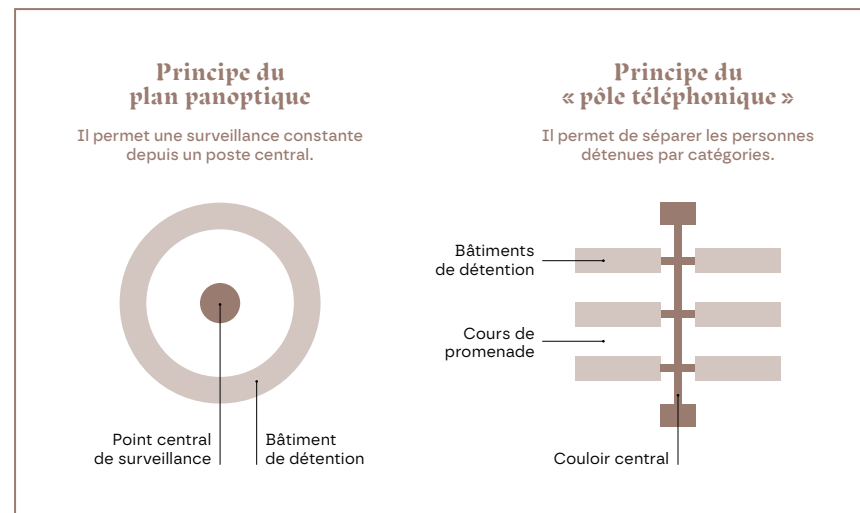 Principe du
plan panoptique
Il permet une surveillance constante
depuis un poste central.
Point central
de surveillance
Bâtiment
de détention
Principe du
« pôle téléphonique »
Il permet de séparer les personnes
détenues par catégories.
Bâtiments
de détention
Cours de
promenade
Couloir central